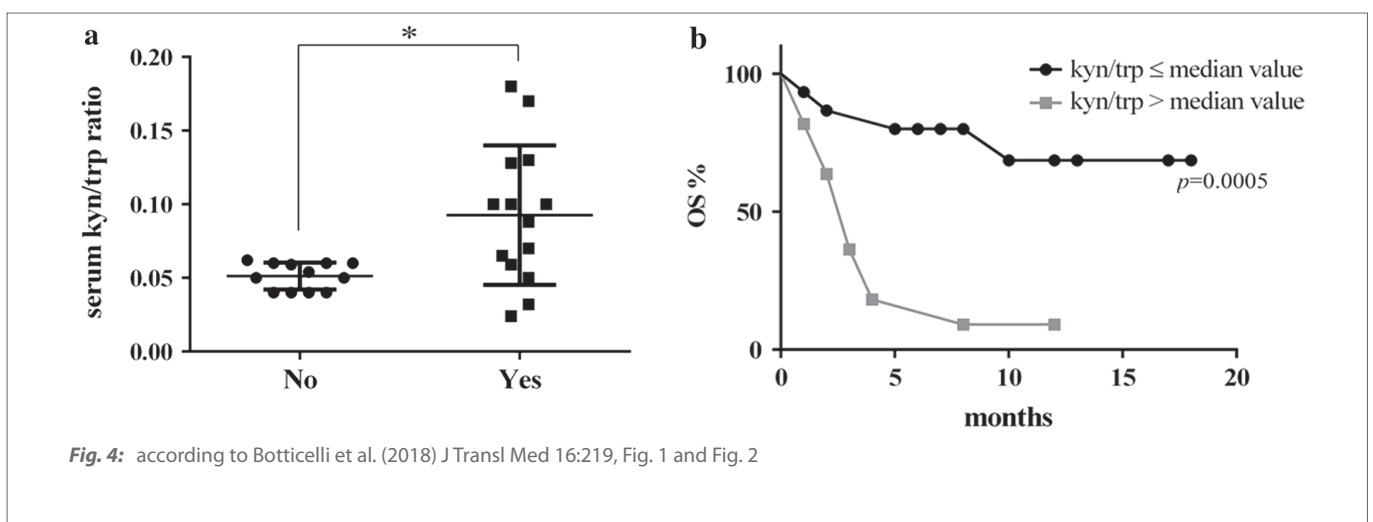 a
*
serum kyn/trp ratio
0.20
0.15
0.10
0.05
0.00
No
Yes
b
OS %
100
50
0
kyn/trp ≤ median value
kyn/trp > median value
p=0.0005
0
5
10
15
20
months
Fig. 4: according to Botticelli et al. (2018) J Transl Med 16:219, Fig. 1 and Fig. 2